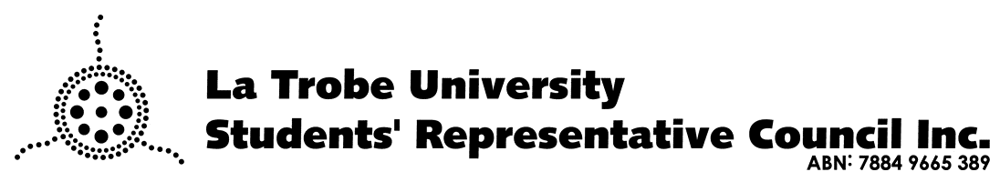 La Trobe University
Students' Representative Council Inc.
ABN: 7884 9665 389